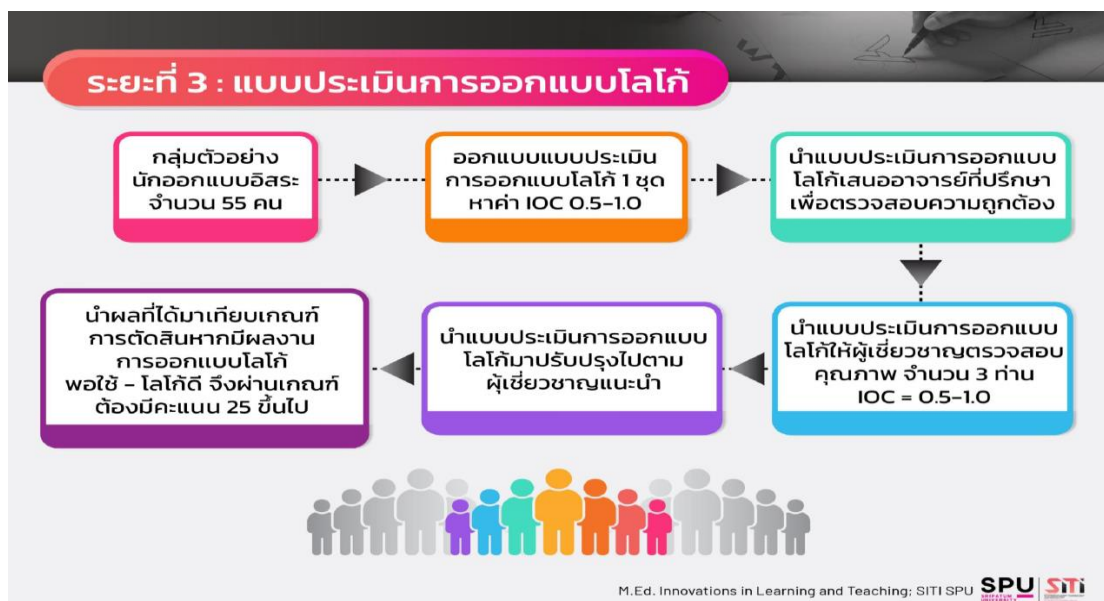 ระยะที่ 3 : แบบประเมินการออกแบบโลโก้
กลุ่มตัวอย่าง
นักออกแบบอิสระ
จำนวน 55 คน
ออกแบบแบบประเมิน
การออกแบบโลโก้ 1 ชุด
หาค่า IOC 0.5-1.0
นำแบบประเมินการออกแบบ
โลโก้เสนออาจารย์ที่ปรึกษา
เพื่อตรวจสอบความถูกต้อง
นำแบบประเมินการออกแบบ
โลโก้ให้ผู้เชี่ยวชาญตรวจสอบ
คุณภาพ จำนวน 3 ท่าน
IOC = 0.5-1.0
นำแบบประเมินการออกแบบ
โลโก้มาปรับปรุงไปตาม
ผู้เชี่ยวชาญแนะนำ
นำผลที่ได้มาเทียบเกณฑ์
การตัดสินหากมีผลงาน
การออกแบบโลโก้
พอใช้ - โลโก้ดี จึงผ่านเกณฑ์
ต้องมีคะแนน 25 ขึ้นไป
M.Ed. Innovations in Learning and Teaching; SITI SPU
SPU
SRIPATUM
UNIVERSITY
SITI